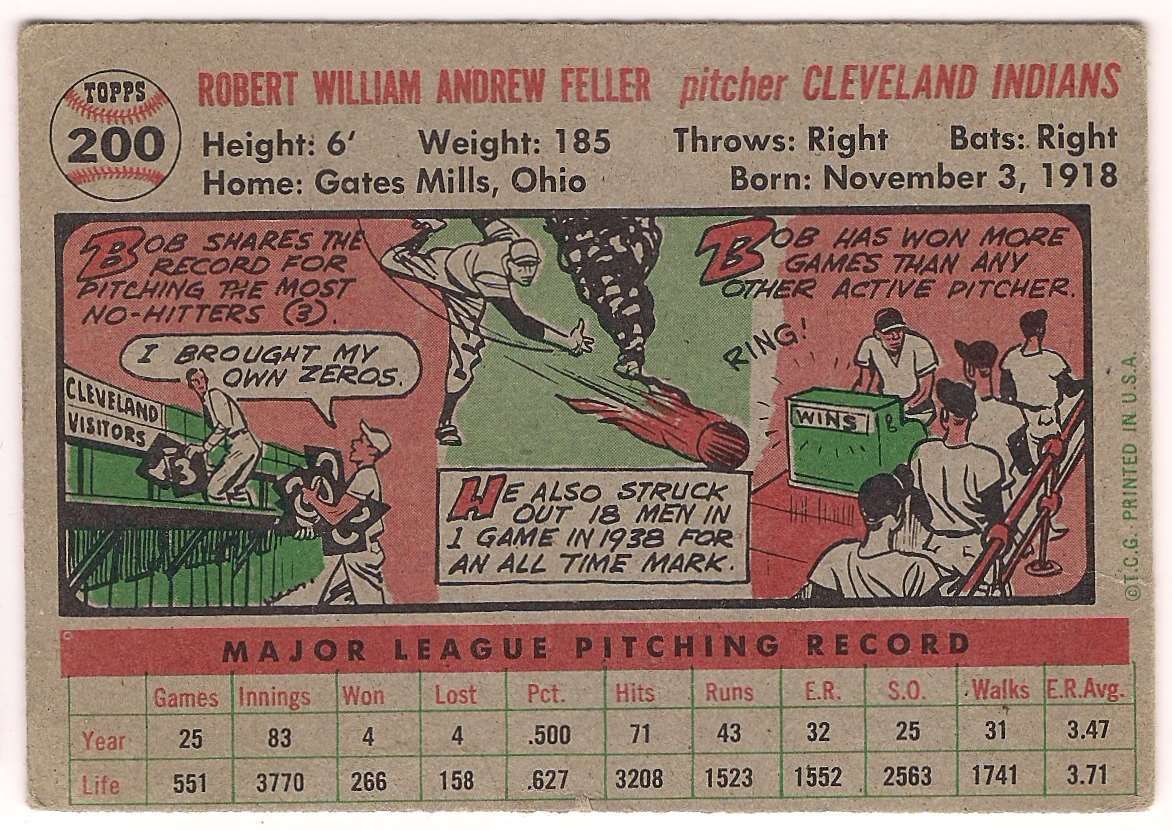 TOPPS
200
ROBERT WILLIAM ANDREW FELLER pitcher CLEVELAND INDIANS
Height: 6' Weight: 185 Throws: Right Bats: Right
Home: Gates Mills, Ohio Born: November 3, 1918
BOB SHARES THE
RECORD FOR
PITCHING THE MOST
NO-HITTERS (3).
I BROUGHT MY
OWN ZEROS.
CLEVELAND
VISITORS
13
HE ALSO STRUCK
OUT 18 MEN IN
1 GAME IN 1938 FOR
AN ALL TIME MARK.
BOB HAS WON MORE
GAMES THAN ANY
OTHER ACTIVE PITCHER.
RING!
WINS
©T.C.G. PRINTED IN U.S.A.
MAJOR LEAGUE PITCHING RECORD
Games Innings Won Lost Pct. Hits Runs E.R. S.O. Walks E.R.Avg.
Year 25 83 4 4 .500 71 43 32 25 31 3.47
Life 551 3770 266 158 .627 3208 1523 1552 2563 1741 3.71